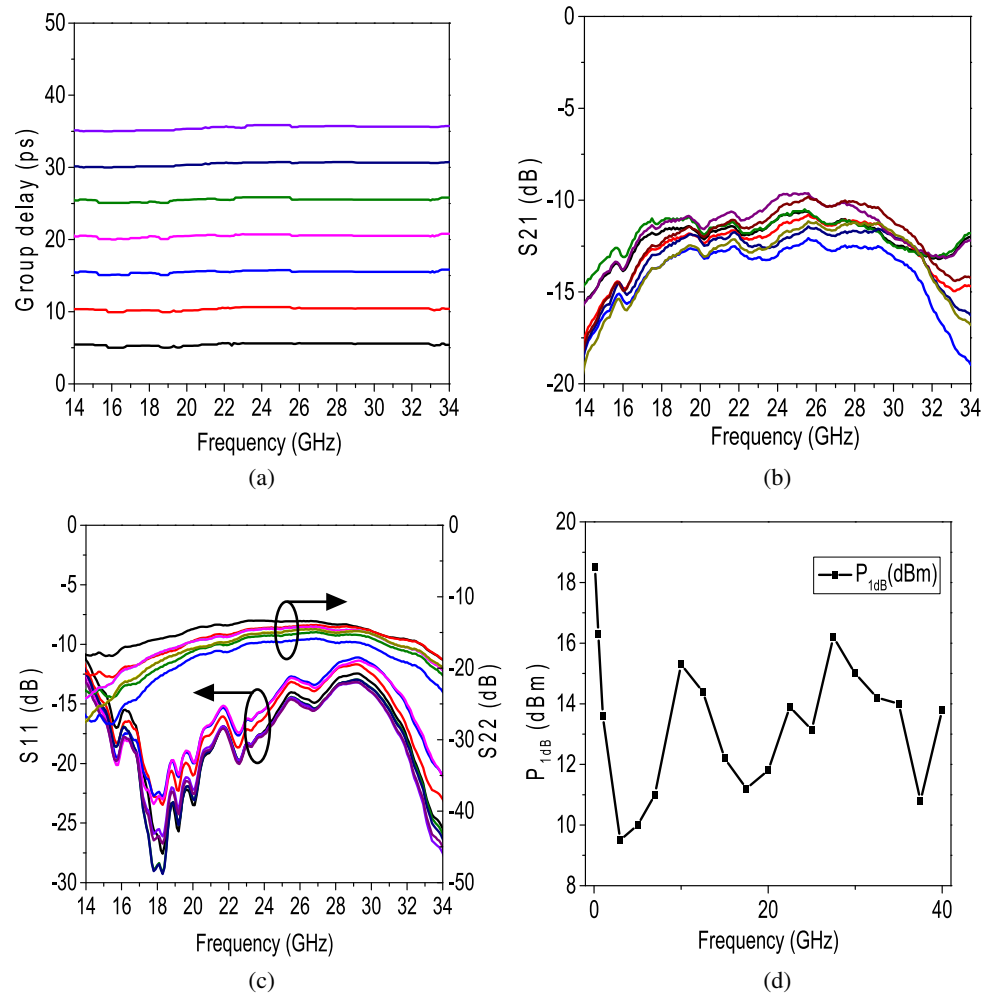 50
40
30
20
10
0
Group delay (ps)
14 16 18 20 22 24 26 28 30 32 34
Frequency (GHz)
(a)
0
-5
-10
-15
-20
S21 (dB)
14 16 18 20 22 24 26 28 30 32 34
Frequency (GHz)
(b)
0
-5
-10
-15
-20
-25
-30
S11 (dB)
0
-10
-20
-30
-40
-50
S22 (dB)
14 16 18 20 22 24 26 28 30 32 34
Frequency (GHz)
(c)
20
18
16
14
12
10
8
P1dB (dBm)
P1dB(dBm)
0 20 40
Frequency (GHz)
(d)